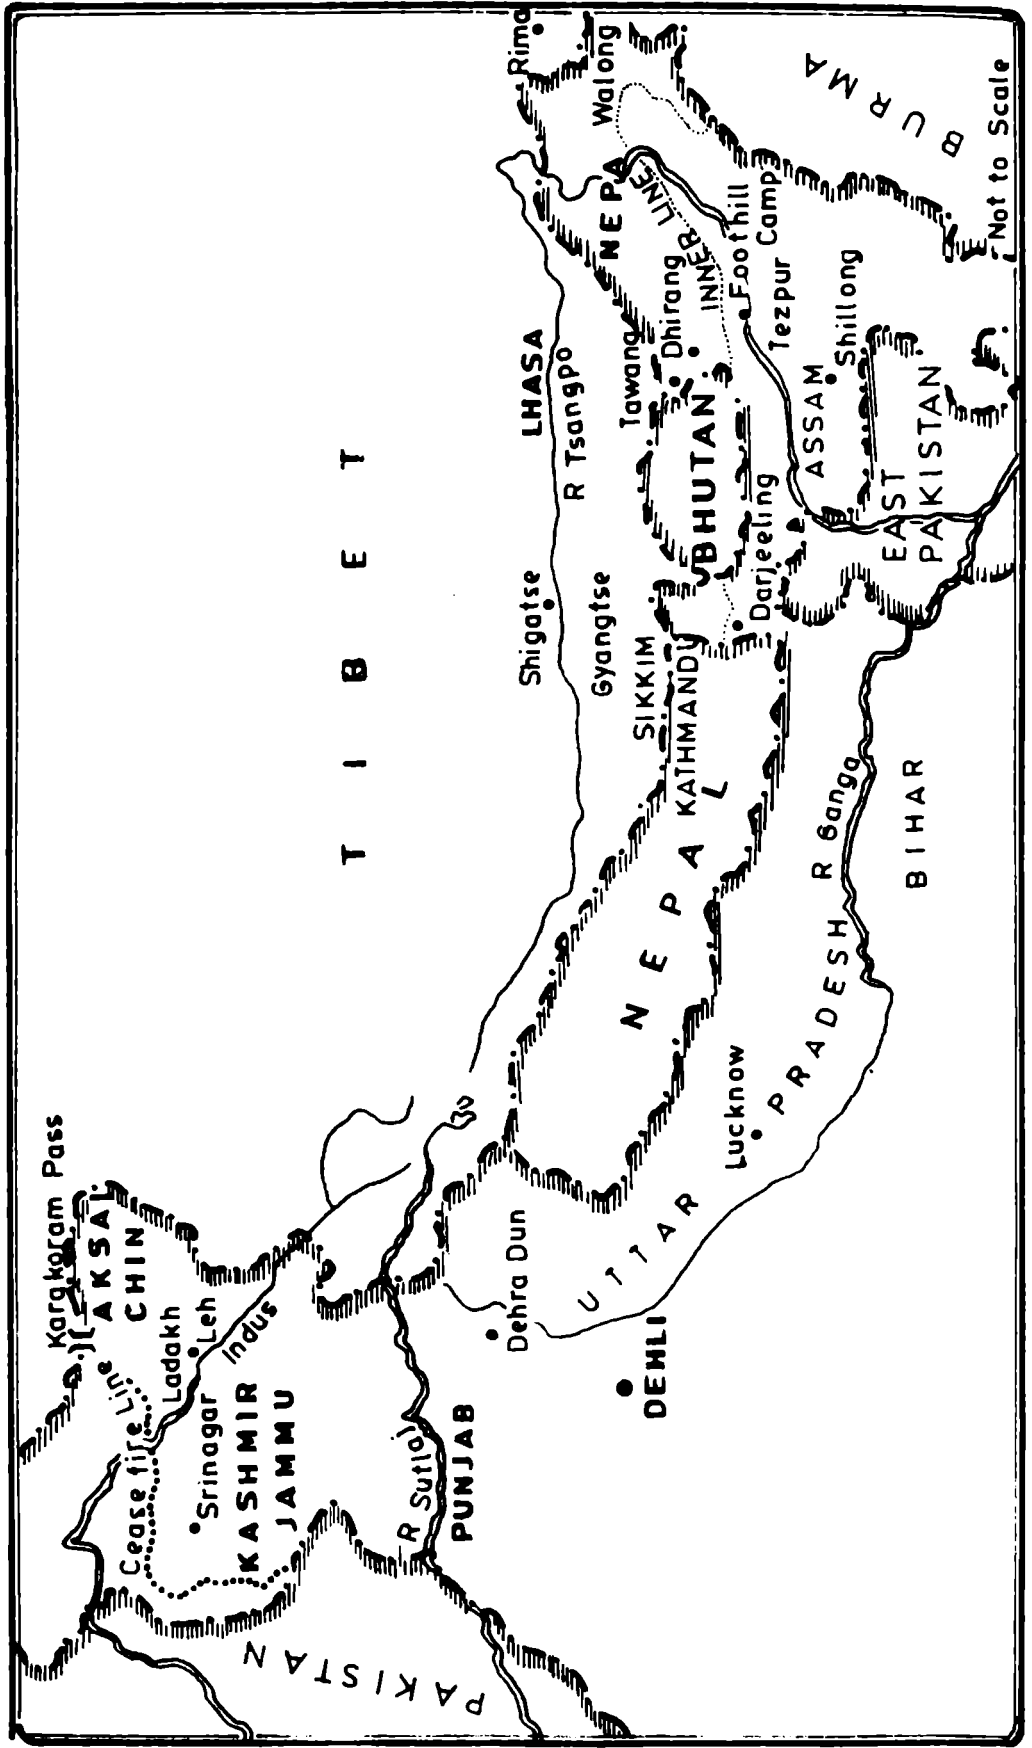 Karakoram Pass
AKSAI
CHIN
Cease fire Line
Ladakh
Leh
Indus
Srinagar
KASHMIR
JAMMU
PAKISTAN
R Sutlaj
PUNJAB
Dehra Dun
DEHLI
TIBET
UTTAR PRADESH
Lucknow
NEPAL
KATHMANDU
SIKKIM
Shigatse
Gyangtse
LHASA
R Tsangpo
R Ganga
BIHAR
Darjeeling
BHUTAN
Tawang
Dhirang
NEPA
INNER LINE
Rima
Walong
Foothill
Camp
Tezpur
ASSAM
Shillong
EAST
PAKISTAN
BURMA
Not to Scale